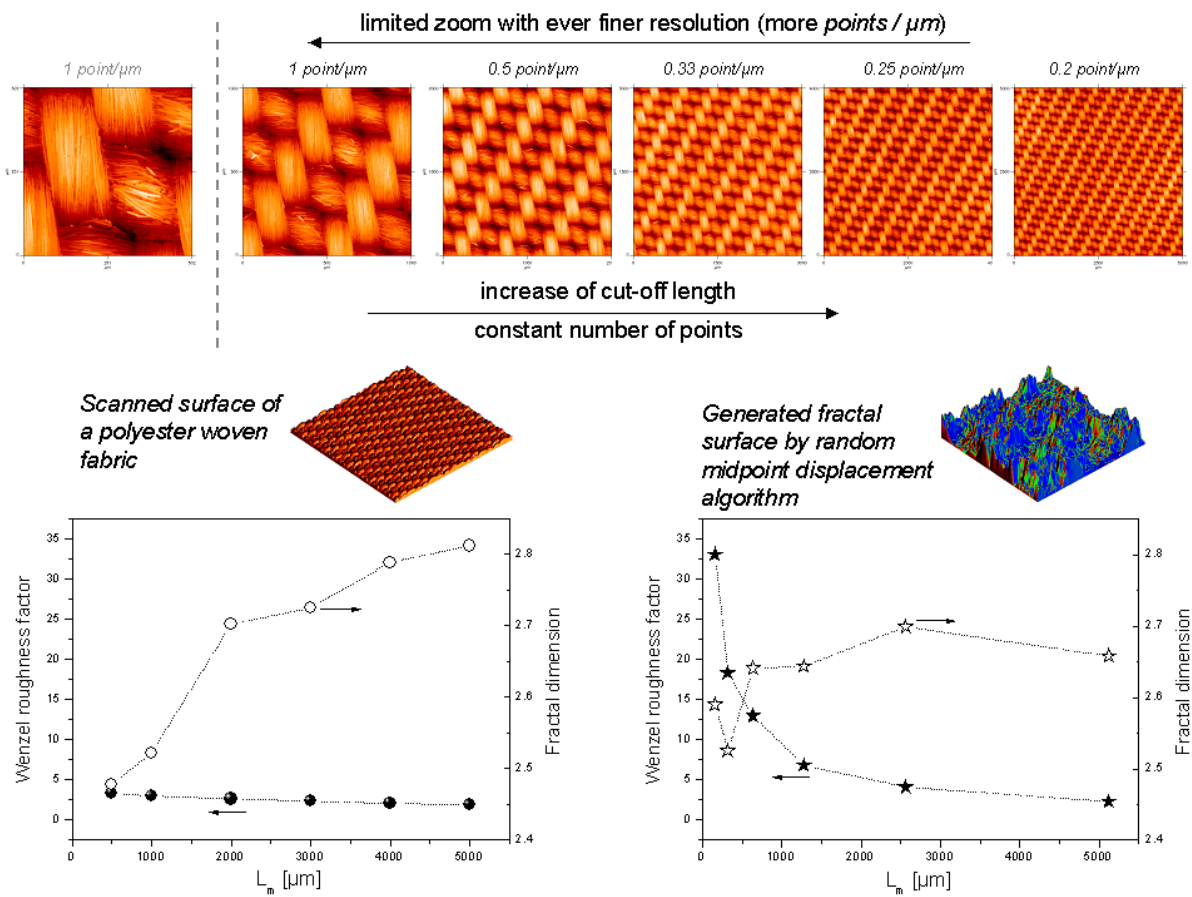 limited zoom with ever finer resolution (more points / µm)
1 point/µm
1 point/µm
0.5 point/µm
0.33 point/µm
0.25 point/µm
0.2 point/µm
increase of cut-off length
constant number of points
Scanned surface of
a polyester woven
fabric
Generated fractal
surface by random
midpoint displacement
algorithm
Wenzel roughness factor
35
30
25
20
15
10
5
0
2.8
2.7
2.6
2.5
2.4
Fractal dimension
0 1000 2000 3000 4000 5000
Lm [µm]
Wenzel roughness factor
35
30
25
20
15
10
5
0
2.8
2.7
2.6
2.5
2.4
Fractal dimension
0 1000 2000 3000 4000 5000
Lm [µm]